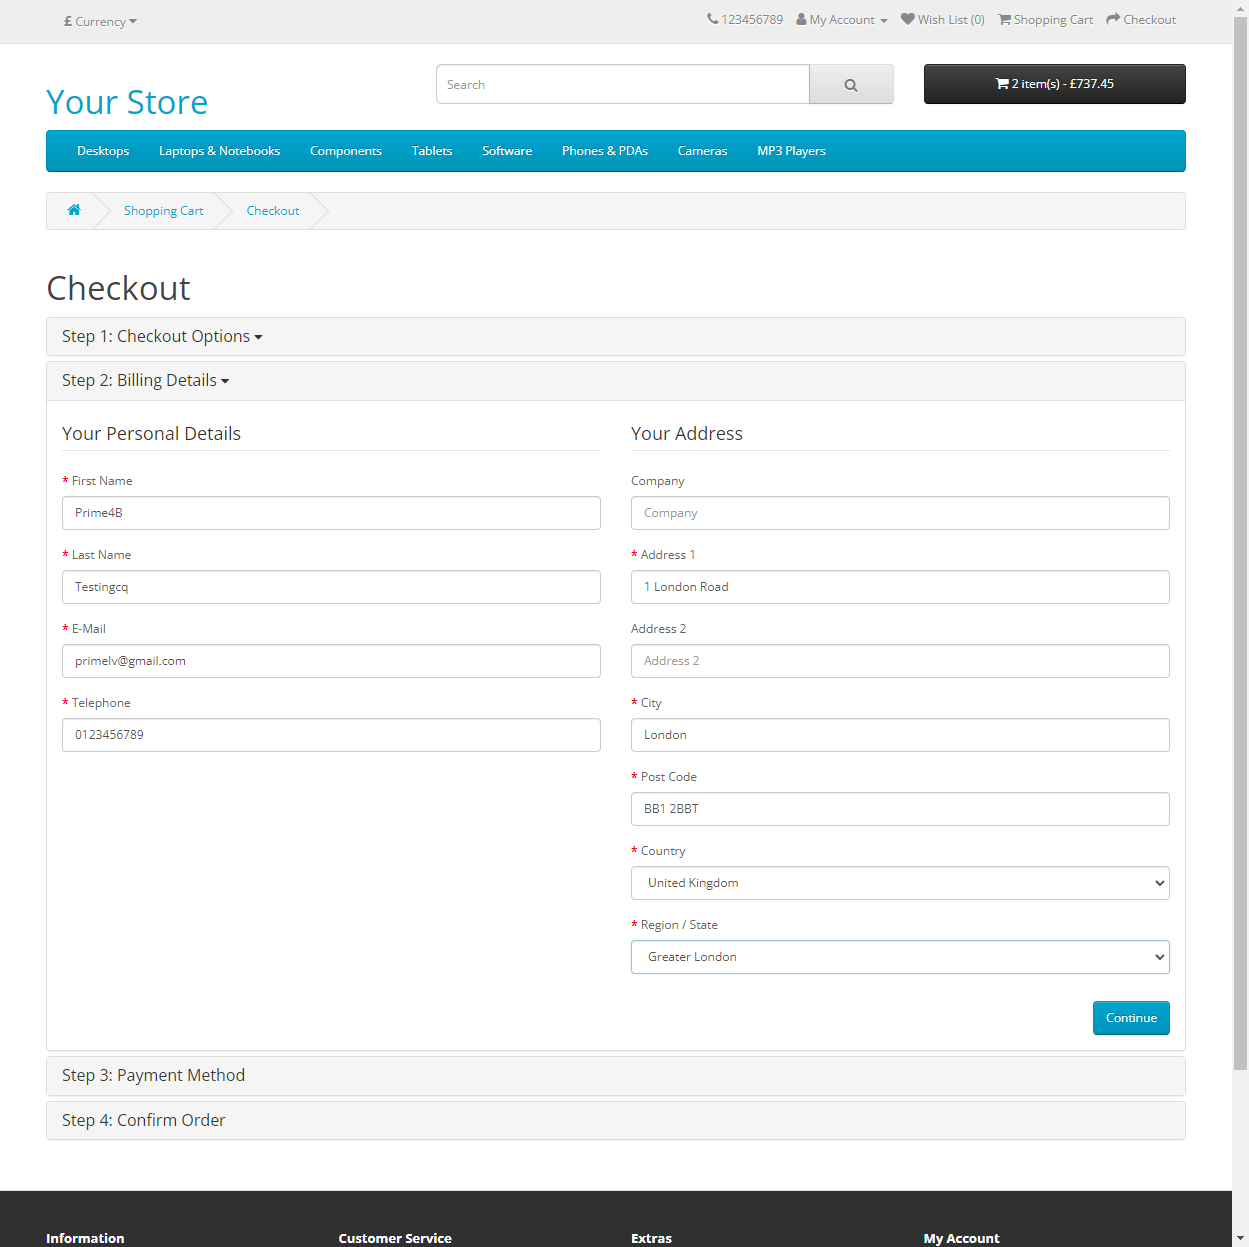 £ Currency
123456789 My Account Wish List (0) Shopping Cart Checkout
Your Store
Search
2 item(s) - £737.45
Desktops Laptops & Notebooks Components Tablets Software Phones & PDAs Cameras MP3 Players
Shopping Cart Checkout
Checkout
Step 1: Checkout Options
Step 2: Billing Details
Your Personal Details
* First Name
Prime4B
* Last Name
Testingcq
* E-Mail
primelv@gmail.com
* Telephone
0123456789
Your Address
Company
Company
* Address 1
1 London Road
Address 2
Address 2
* City
London
* Post Code
BB1 2BBT
* Country
United Kingdom
* Region / State
Greater London
Continue
Step 3: Payment Method
Step 4: Confirm Order
Information Customer Service Extras My Account